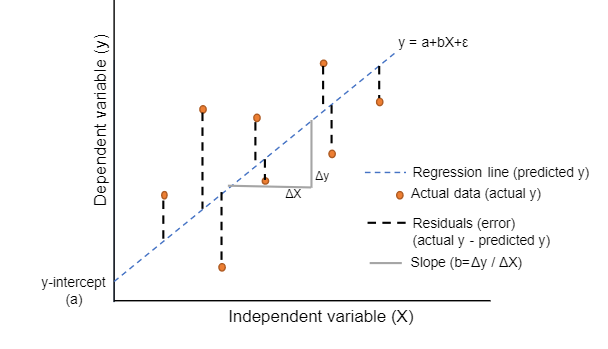 y = a+bX+ε
Dependent variable (y)
Δy
ΔX
Regression line (predicted y)
Actual data (actual y)
Residuals (error)
(actual y - predicted y)
Slope (b=Δy / ΔX)
y-intercept
(a)
Independent variable (X)